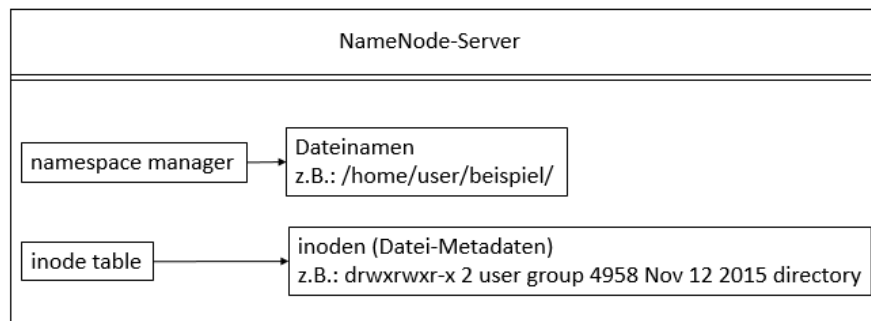 NameNode-Server
namespace manager
Dateinamen
z.B.: /home/user/beispiel/
inode table
inoden (Datei-Metadaten)
z.B.: drwxrwxr-x 2 user group 4958 Nov 12 2015 directory